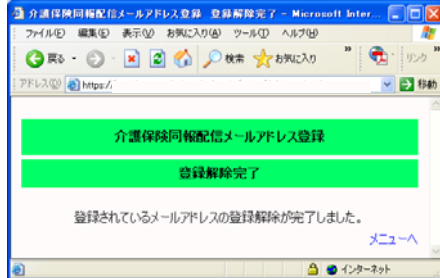 介護保険同報配信メールアドレス登録 登録解除完了 - Microsoft Inter...
ファイル(F) 編集(E) 表示(V) お気に入り(A) ツール(T) ヘルプ(H)
戻る 検索 お気に入り リンク
アドレス(D) https:// 移動
介護保険同報配信メールアドレス登録
登録解除完了
登録されているメールアドレスの登録解除が完了しました。
メニューへ
インターネット